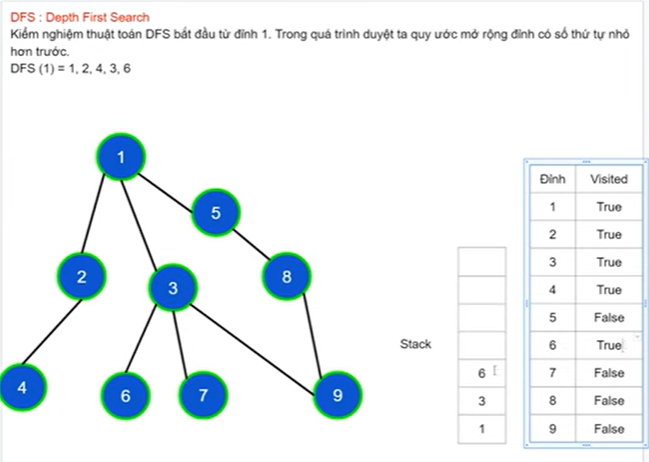 DFS : Depth First Search
Kiểm nghiệm thuật toán DFS bắt đầu từ đỉnh 1. Trong quá trình duyệt ta quy ước mở rộng đỉnh có số thứ tự nhỏ
hơn trước.
DFS (1) = 1, 2, 4, 3, 6
1
5
2
3
8
4
6
7
9
Stack
6
3
1
Đỉnh Visited
1 True
2 True
3 True
4 True
5 False
6 True
7 False
8 False
9 False